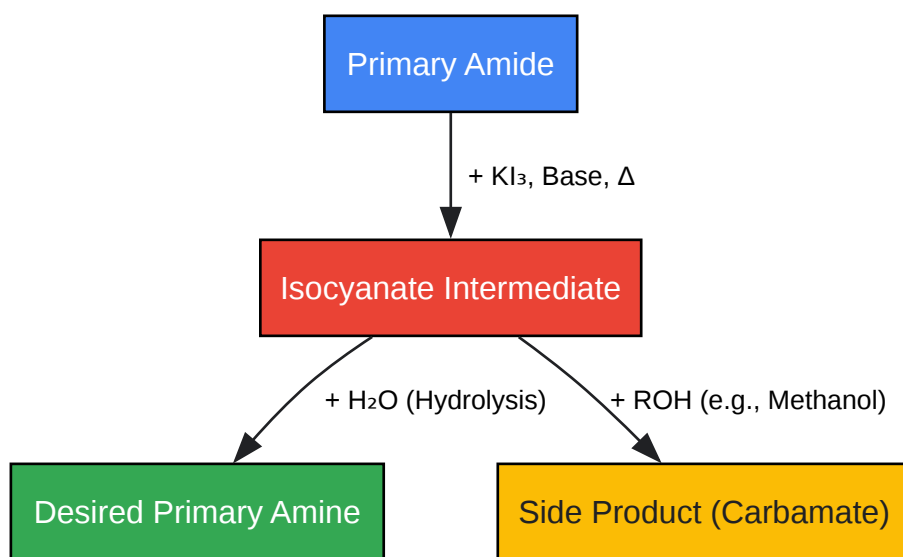 Primary Amide
+ KI₃, Base, Δ
Isocyanate Intermediate
+ H₂O (Hydrolysis)
+ ROH (e.g., Methanol)
Desired Primary Amine
Side Product (Carbamate)